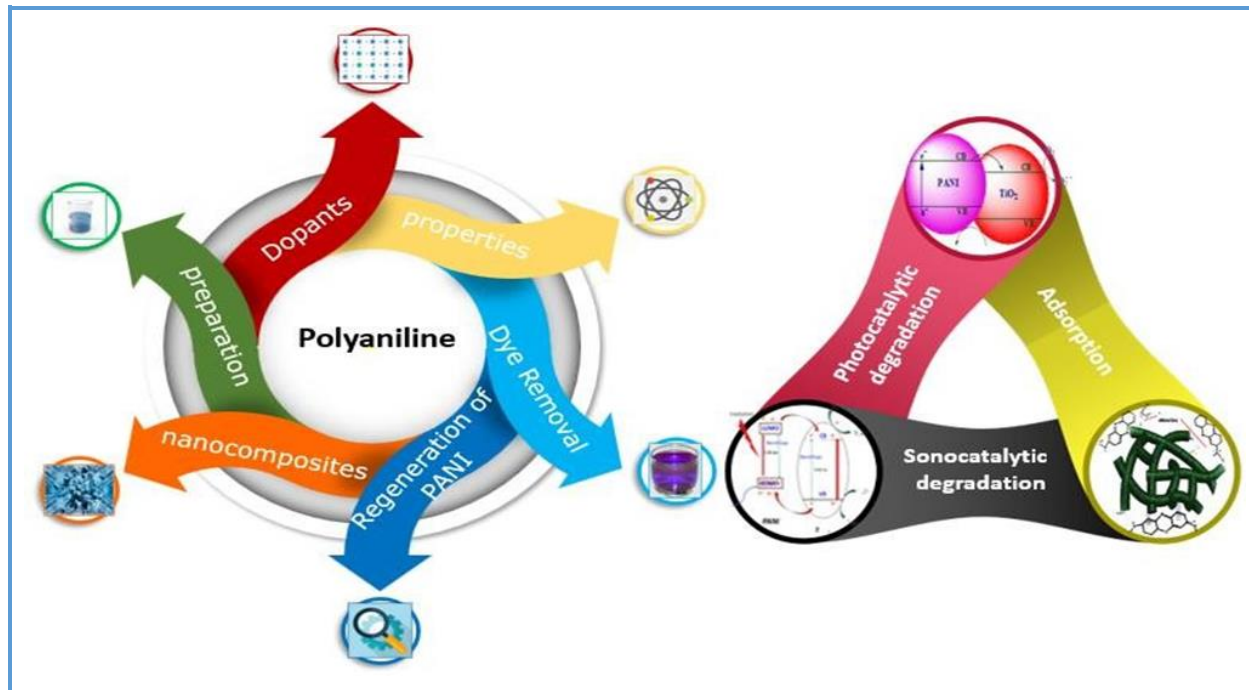 Dopants
properties
preparation
Polyaniline
Dye Removal
nanocomposites
Regeneration of
PANI
CB
PANI
CB
TiO₂
VB
Photocatalytic
degradation
Adsorption
Sonocatalytic
degradation